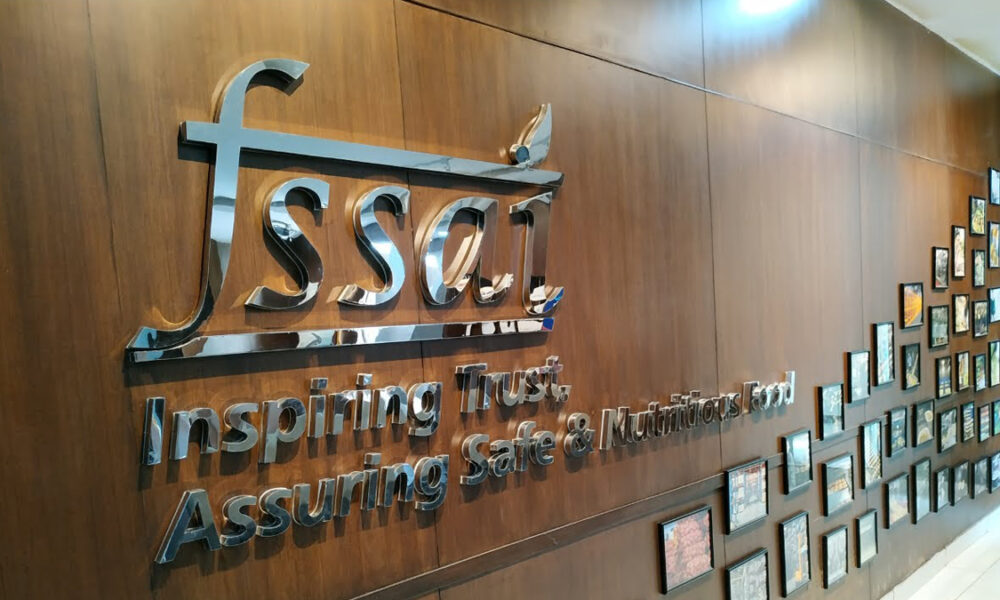 fssai
Inspiring Trust,
Assuring Safe & Nutritious Food